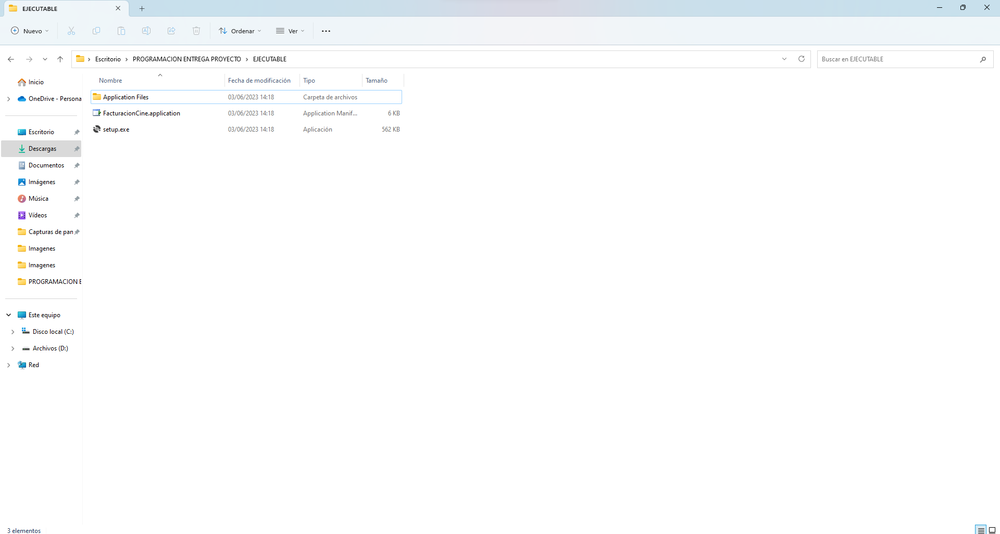 EJECUTABLE
Nuevo
Ordenar
Ver
Escritorio > PROGRAMACION ENTREGA PROYECTO > EJECUTABLE
Buscar en EJECUTABLE
Nombre Fecha de modificación Tipo Tamaño
Application Files 03/06/2023 14:18 Carpeta de archivos
FacturacionCine.application 03/06/2023 14:18 Application Manif... 6 KB
setup.exe 03/06/2023 14:18 Aplicación 562 KB
Inicio
OneDrive - Persona
Escritorio
Descargas
Documentos
Imágenes
Música
Vídeos
Capturas de pan
Imagenes
Imagenes
PROGRAMACION E
Este equipo
Disco local (C:)
Archivos (D:)
Red
3 elementos